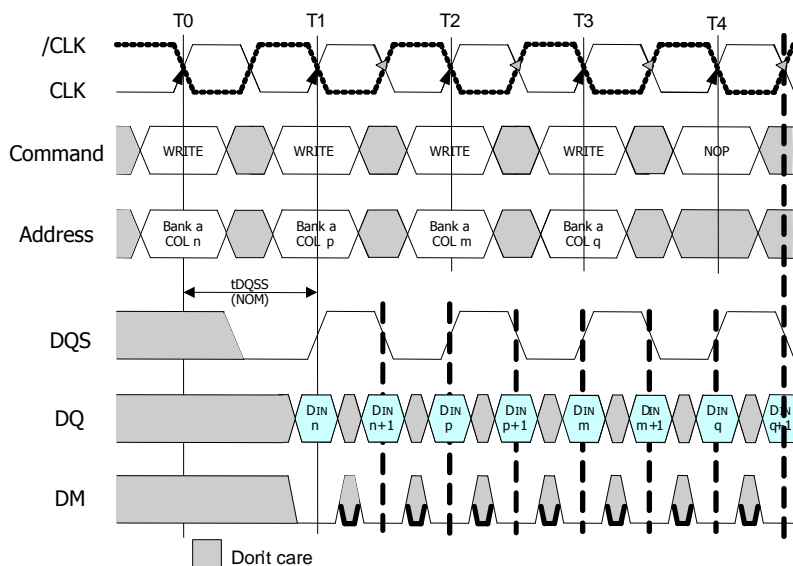 T0 T1 T2 T3 T4
/CLK
CLK
Command WRITE WRITE WRITE WRITE NOP
Address Bank a Bank a Bank a Bank a
COL n COL p COL m COL q
tDQSS
(NOM)
DQS
DQ DIN DIN DIN DIN DIN DIN DIN DIN
n n+1 p p+1 m m+1 q q+1
DM
Don't care